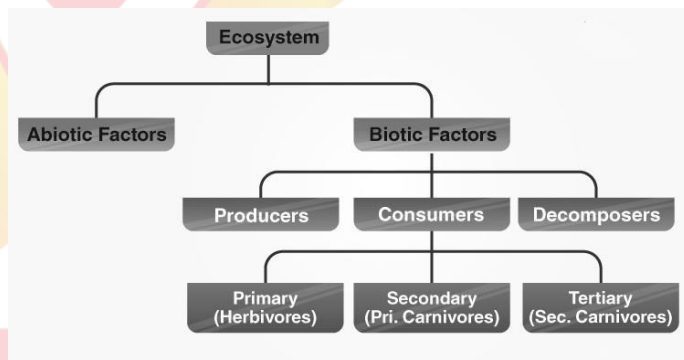 Ecosystem
Abiotic Factors
Biotic Factors
Producers
Consumers
Decomposers
Primary
(Herbivores)
Secondary
(Pri. Carnivores)
Tertiary
(Sec. Carnivores)